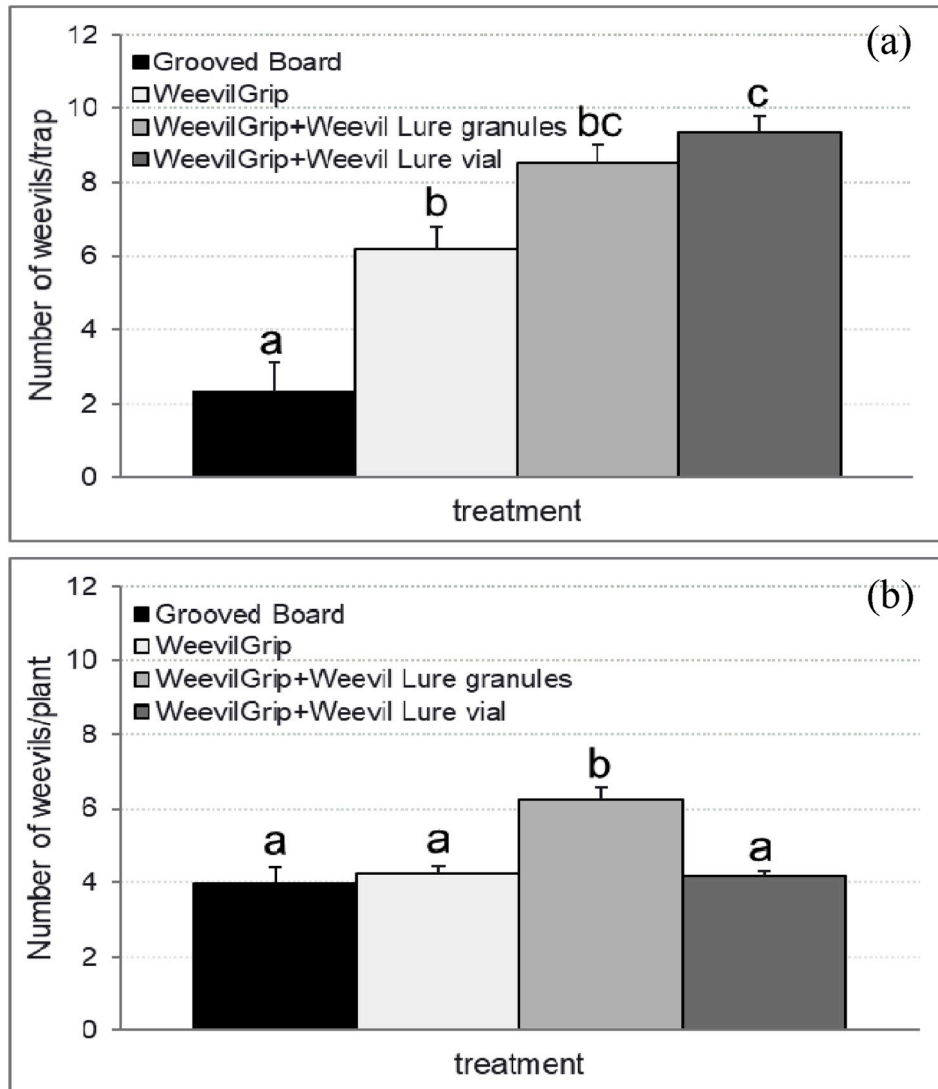 (a)
12
10
8
6
4
2
0
Number of weevils/trap
Grooved Board
WeevilGrip
WeevilGrip+Weevil Lure granules
WeevilGrip+Weevil Lure vial
a
b
bc
c
treatment
(b)
12
10
8
6
4
2
0
Number of weevils/plant
Grooved Board
WeevilGrip
WeevilGrip+Weevil Lure granules
WeevilGrip+Weevil Lure vial
a
a
b
a
treatment